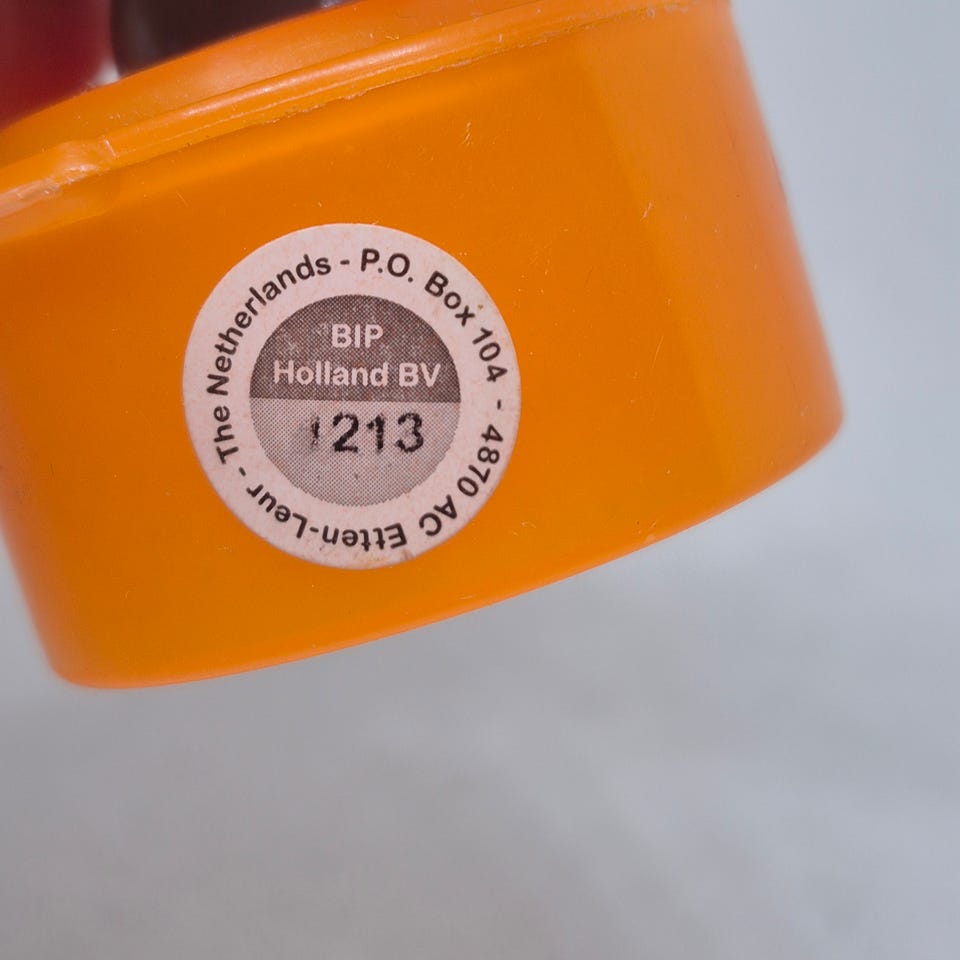 BIP
Holland BV
1213
P.O. Box 104 - 4870 AC Etten-Leur - The Netherlands -